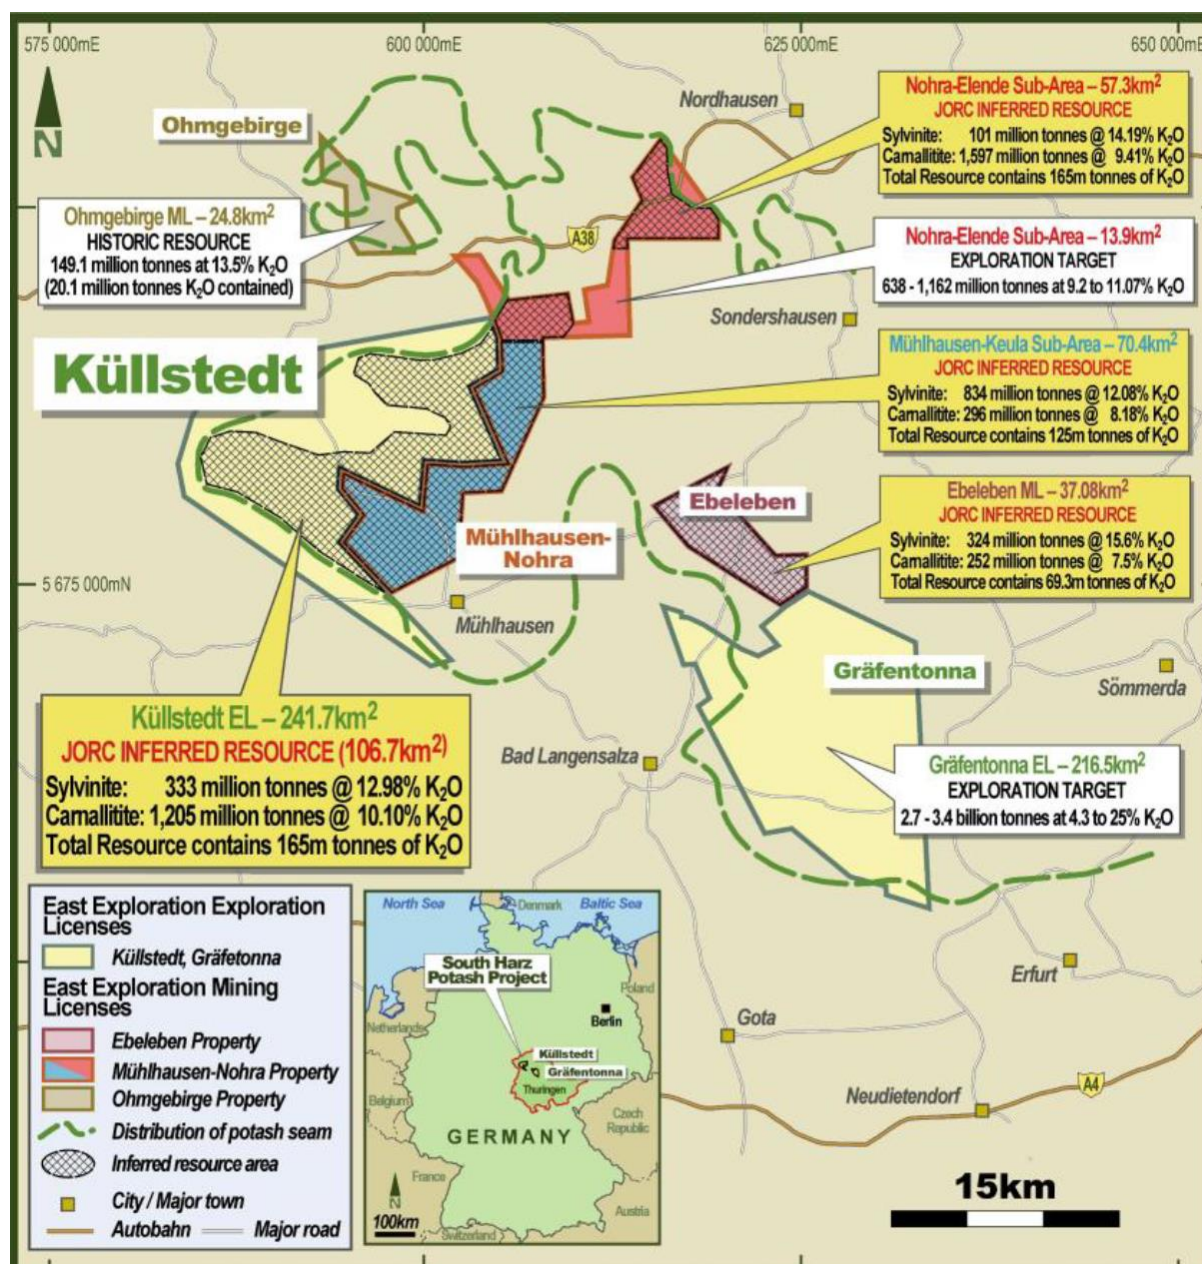 575 000mE
600 000mE
625 000mE
650 000mE
N
Ohmgebirge
Nordhausen
Nohra-Elende Sub-Area – 57.3km²
JORC INFERRED RESOURCE
Sylvinite: 101 million tonnes @ 14.19% K₂O
Carnallitite: 1,597 million tonnes @ 9.41% K₂O
Total Resource contains 165m tonnes of K₂O
Ohmgebirge ML – 24.8km²
HISTORIC RESOURCE
149.1 million tonnes at 13.5% K₂O
(20.1 million tonnes K₂O contained)
A38
Nohra-Elende Sub-Area – 13.9km²
EXPLORATION TARGET
638 - 1,162 million tonnes at 9.2 to 11.07% K₂O
Sondershausen
Küllstedt
Mühlhausen-Keula Sub-Area – 70.4km²
JORC INFERRED RESOURCE
Sylvinite: 834 million tonnes @ 12.08% K₂O
Carnallitite: 296 million tonnes @ 8.18% K₂O
Total Resource contains 125m tonnes of K₂O
Ebeleben
Ebeleben ML – 37.08km²
JORC INFERRED RESOURCE
Sylvinite: 324 million tonnes @ 15.6% K₂O
Carnallitite: 252 million tonnes @ 7.5% K₂O
Total Resource contains 69.3m tonnes of K₂O
Mühlhausen-
Nohra
5 675 000mN
Mühlhausen
Gräfentonna
Sömmerda
Küllstedt EL – 241.7km²
JORC INFERRED RESOURCE (106.7km²)
Sylvinite: 333 million tonnes @ 12.98% K₂O
Carnallitite: 1,205 million tonnes @ 10.10% K₂O
Total Resource contains 165m tonnes of K₂O
Bad Langensalza
Gräfentonna EL – 216.5km²
EXPLORATION TARGET
2.7 - 3.4 billion tonnes at 4.3 to 25% K₂O
East Exploration Exploration
Licenses
Küllstedt, Gräfetonna
East Exploration Mining
Licenses
Ebeleben Property
Mühlhausen-Nohra Property
Ohmgebirge Property
Distribution of potash seam
Inferred resource area
City / Major town
Autobahn
Major road
North Sea
Denmark
Baltic Sea
South Harz
Potash Project
Poland
Netherlands
Berlin
Küllstedt
Gräfentonna
Thuringen
Belgium
GERMANY
Czech
Republic
France
N
100km
Austria
Switzerland
Erfurt
Gota
Neudietendorf
A4
15km